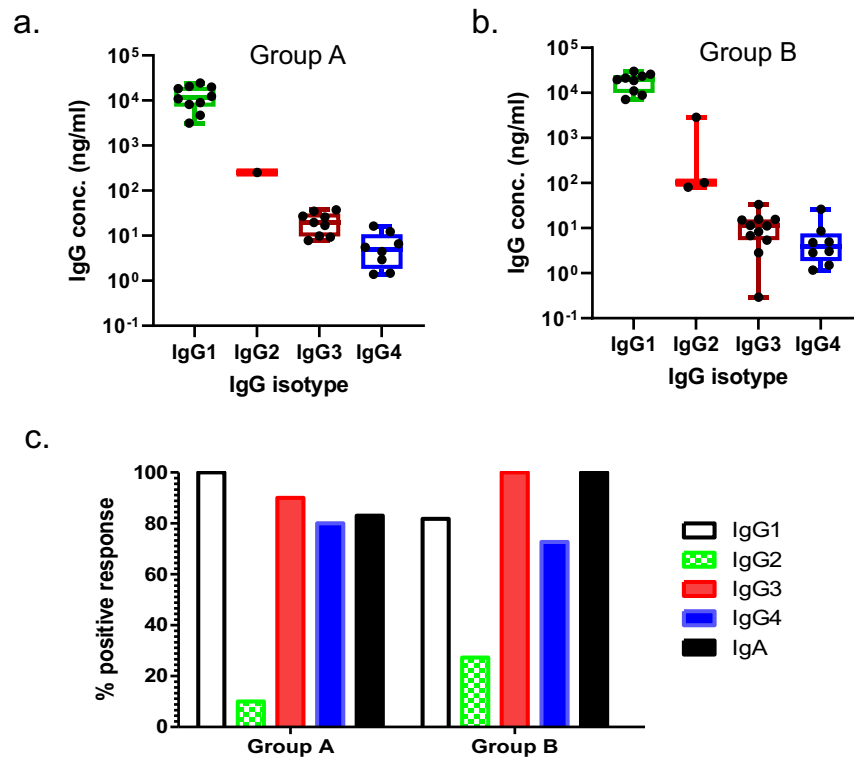 a.
Group A
IgG conc. (ng/ml)
10⁵
10⁴
10³
10²
10¹
10⁰
10⁻¹
IgG1 IgG2 IgG3 IgG4
IgG isotype
b.
Group B
IgG conc. (ng/ml)
10⁵
10⁴
10³
10²
10¹
10⁰
10⁻¹
IgG1 IgG2 IgG3 IgG4
IgG isotype
c.
% positive response
100
80
60
40
20
0
Group A Group B
IgG1
IgG2
IgG3
IgG4
IgA